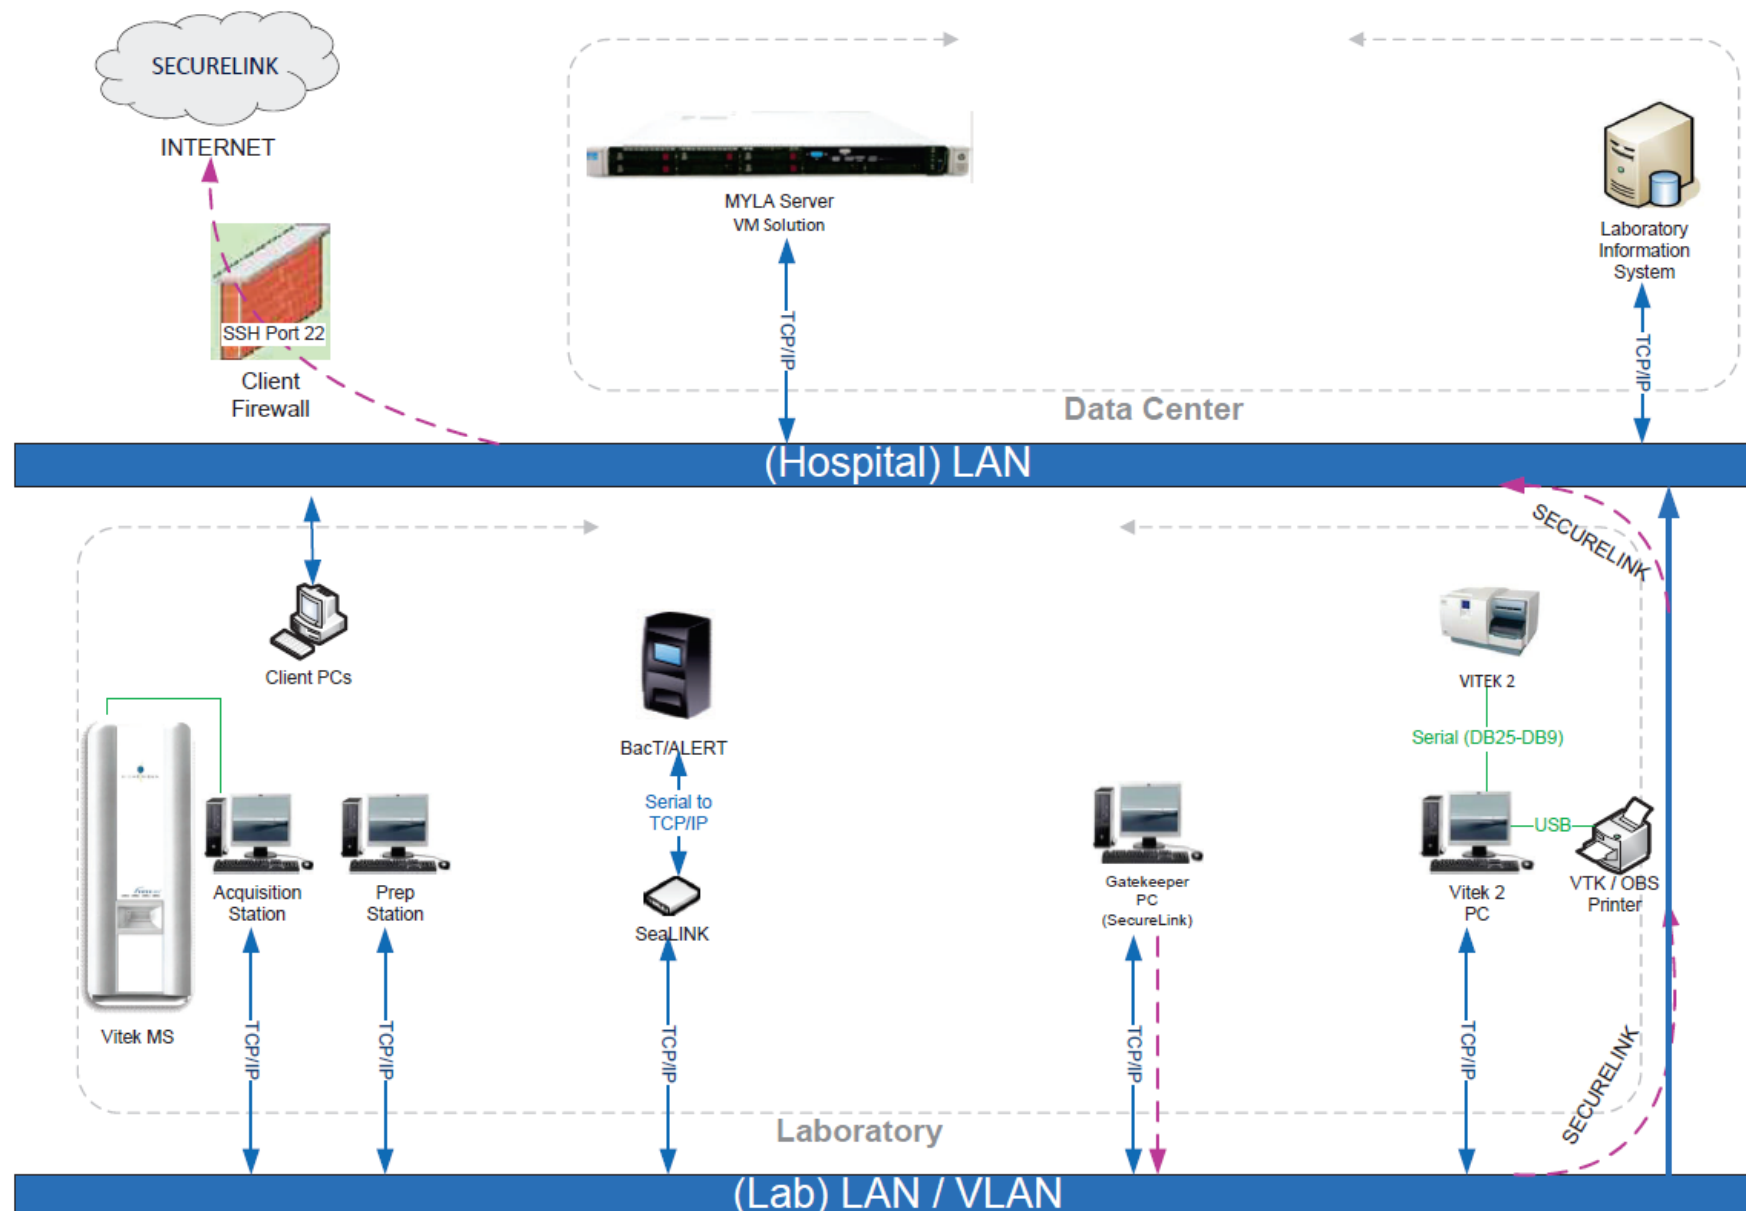 SECURELINK
INTERNET
SSH Port 22
Client
Firewall
MYLA Server
VM Solution
TCP/IP
Laboratory
Information
System
TCP/IP
Data Center
(Hospital) LAN
SECURELINK
Client PCs
BacT/ALERT
Serial to
TCP/IP
SeaLINK
TCP/IP
VITEK 2
Serial (DB25-DB9)
USB
Acquisition
Station
TCP/IP
Prep
Station
TCP/IP
Vitek MS
Gatekeeper
PC
(SecureLink)
TCP/IP
Vitek 2
PC
TCP/IP
VTK / OBS
Printer
SECURELINK
Laboratory
(Lab) LAN / VLAN